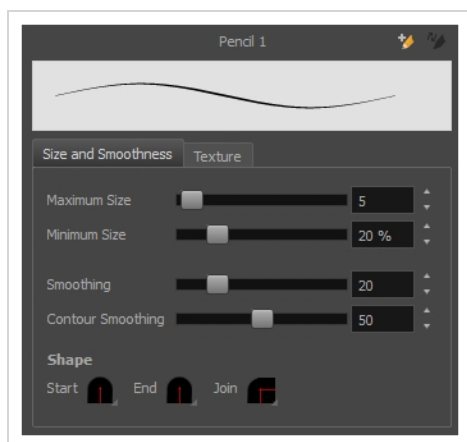 Pencil 1
Size and Smoothness Texture
Maximum Size 5
Minimum Size 20 %
Smoothing 20
Contour Smoothing 50
Shape
Start End Join